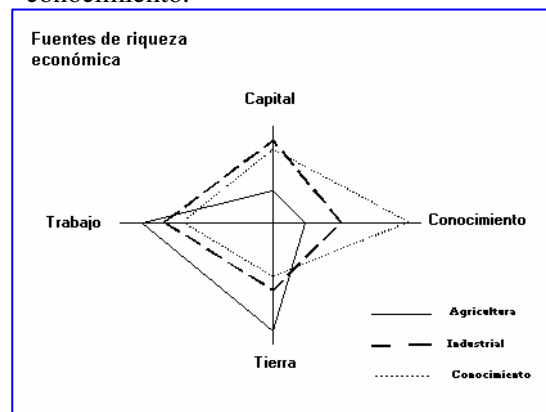 conocimiento.
Fuentes de riqueza
económica
Capital
Trabajo
Conocimiento
Tierra
Agricultura
Industrial
Conocimiento